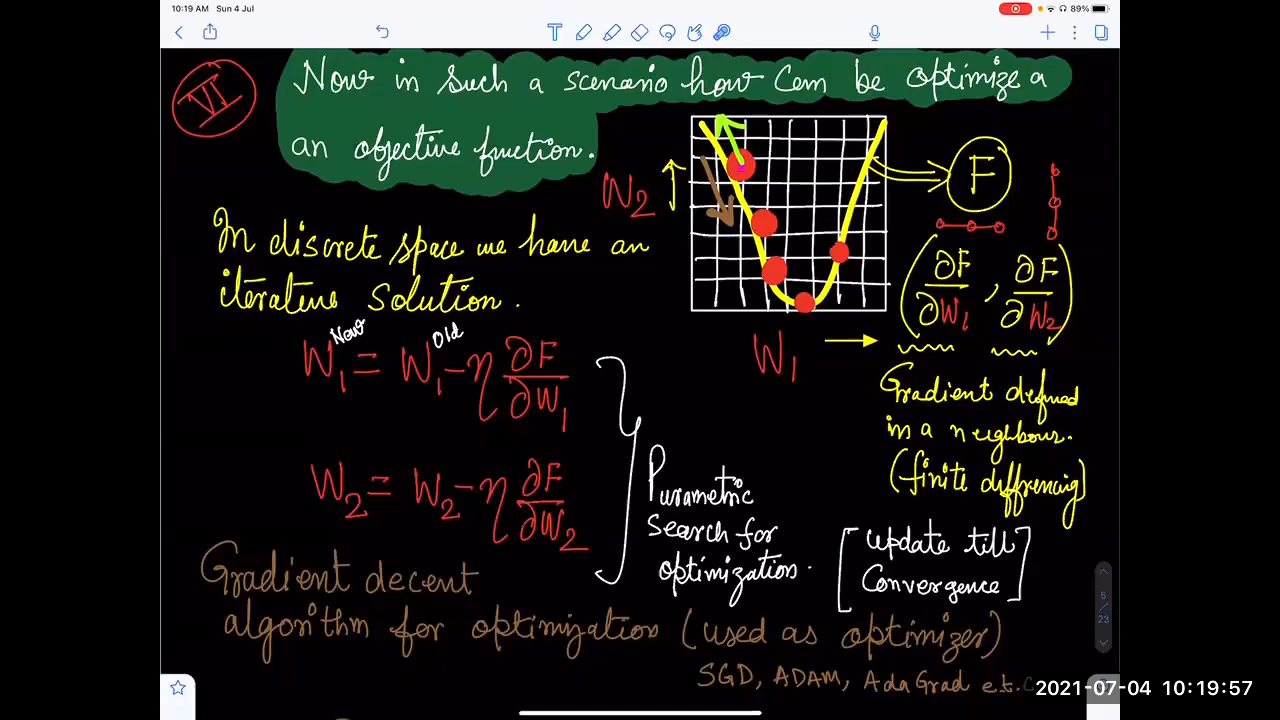 10:19 AM Sun 4 Jul
89%
VI
Now in such a scenario how can be optimize a
an objective function.
W2
F
In discrete space we have an
iterative solution.
(∂F/∂W1, ∂F/∂W2)
W1
W1 New = W1 Old - η ∂F/∂W1
Gradient defined
in a neighbour.
(finite diffrencing)
W2 = W2 - η ∂F/∂W2
Parametric
search for
optimization.
[update till
Convergence]
Gradient decent
algorithm for optimization (used as optimizer)
SGD, ADAM, AdaGrad e.t.c
5
/
23
2021-07-04 10:19:57